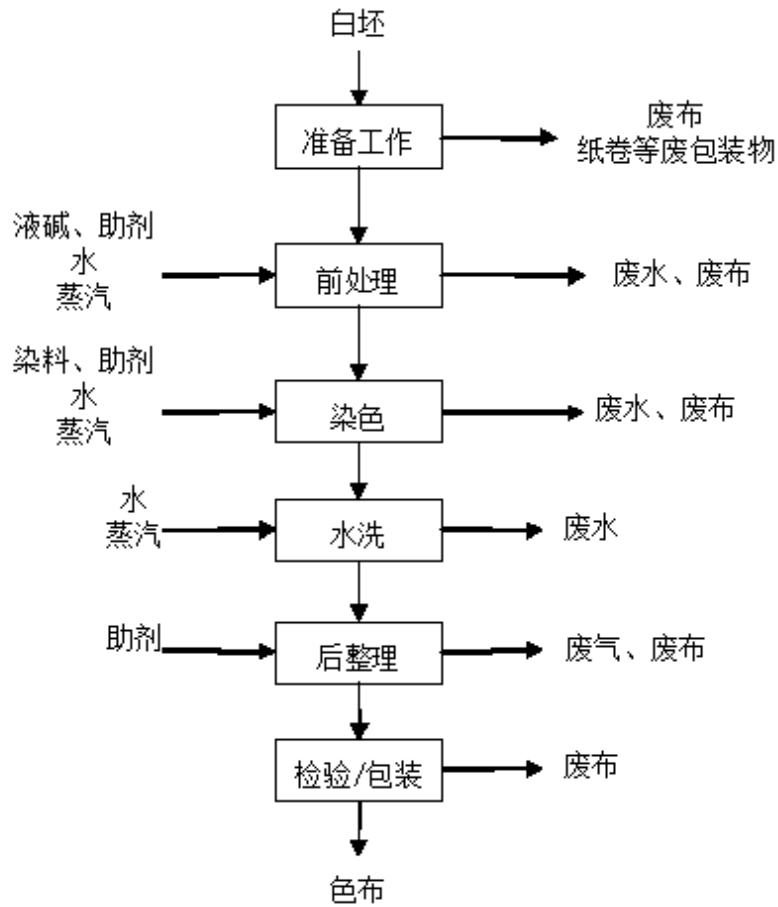 白坯
准备工作
废布
纸卷等废包装物
液碱、助剂
水
蒸汽
前处理
废水、废布
染料、助剂
水
蒸汽
染色
废水、废布
水
蒸汽
水洗
废水
助剂
后整理
废气、废布
检验/包装
废布
色布